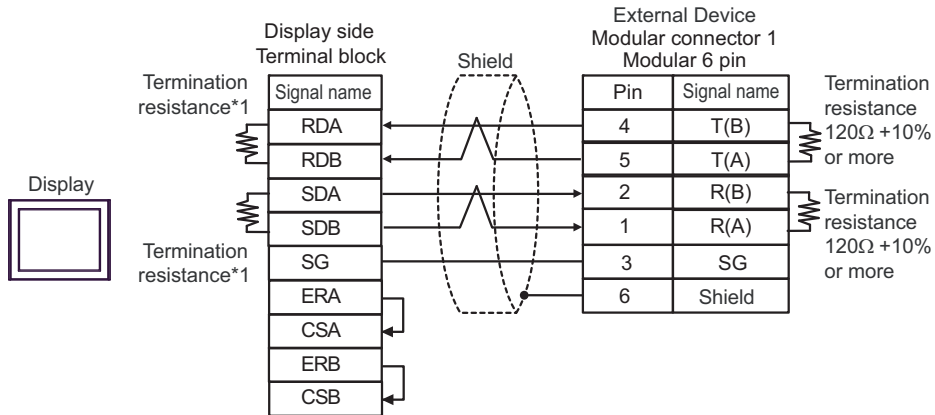 Display side
Terminal block
Shield
External Device
Modular connector 1
Modular 6 pin
Termination
resistance*1
Termination
resistance*1
Display
Signal name
RDA
RDB
SDA
SDB
SG
ERA
CSA
ERB
CSB
Pin Signal name
4 T(B)
5 T(A)
2 R(B)
1 R(A)
3 SG
6 Shield
Termination
resistance
120Ω +10%
or more
Termination
resistance
120Ω +10%
or more